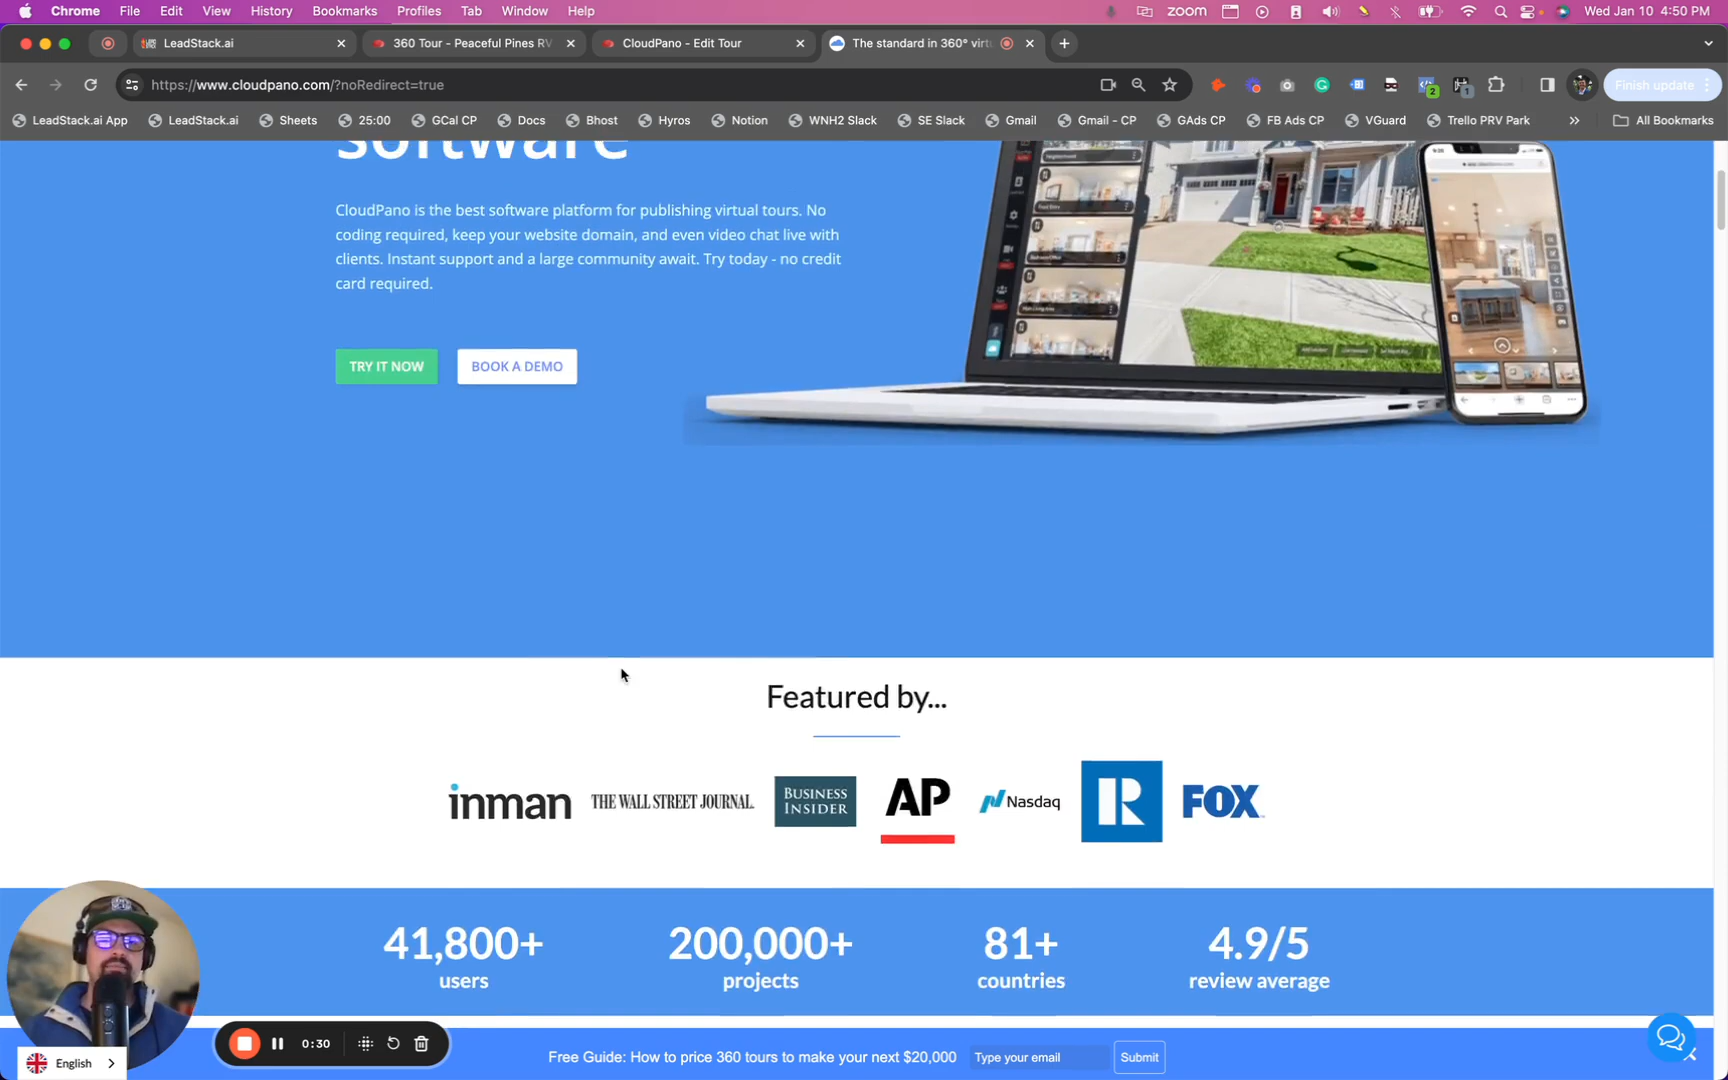 Chrome File Edit View History Bookmarks Profiles Tab Window Help zoom Wed Jan 10 4:50 PM
LeadStack.ai 360 Tour - Peaceful Pines RV CloudPano - Edit Tour The standard in 360° virt
https://www.cloudpano.com/?noRedirect=true 2 1 Finish update
LeadStack.ai App LeadStack.ai Sheets 25:00 GCal CP Docs Bhost Hyros Notion WNH2 Slack SE Slack Gmail Gmail - CP GAds CP FB Ads CP VGuard Trello PRV Park » All Bookmarks
software
CloudPano is the best software platform for publishing virtual tours. No
coding required, keep your website domain, and even video chat live with
clients. Instant support and a large community await. Try today - no credit
card required.
TRY IT NOW BOOK A DEMO
Featured by...
inman THE WALL STREET JOURNAL. BUSINESS INSIDER AP Nasdaq R FOX
41,800+ 200,000+ 81+ 4.9/5
users projects countries review average
0:30
Free Guide: How to price 360 tours to make your next $20,000 Type your email Submit
English